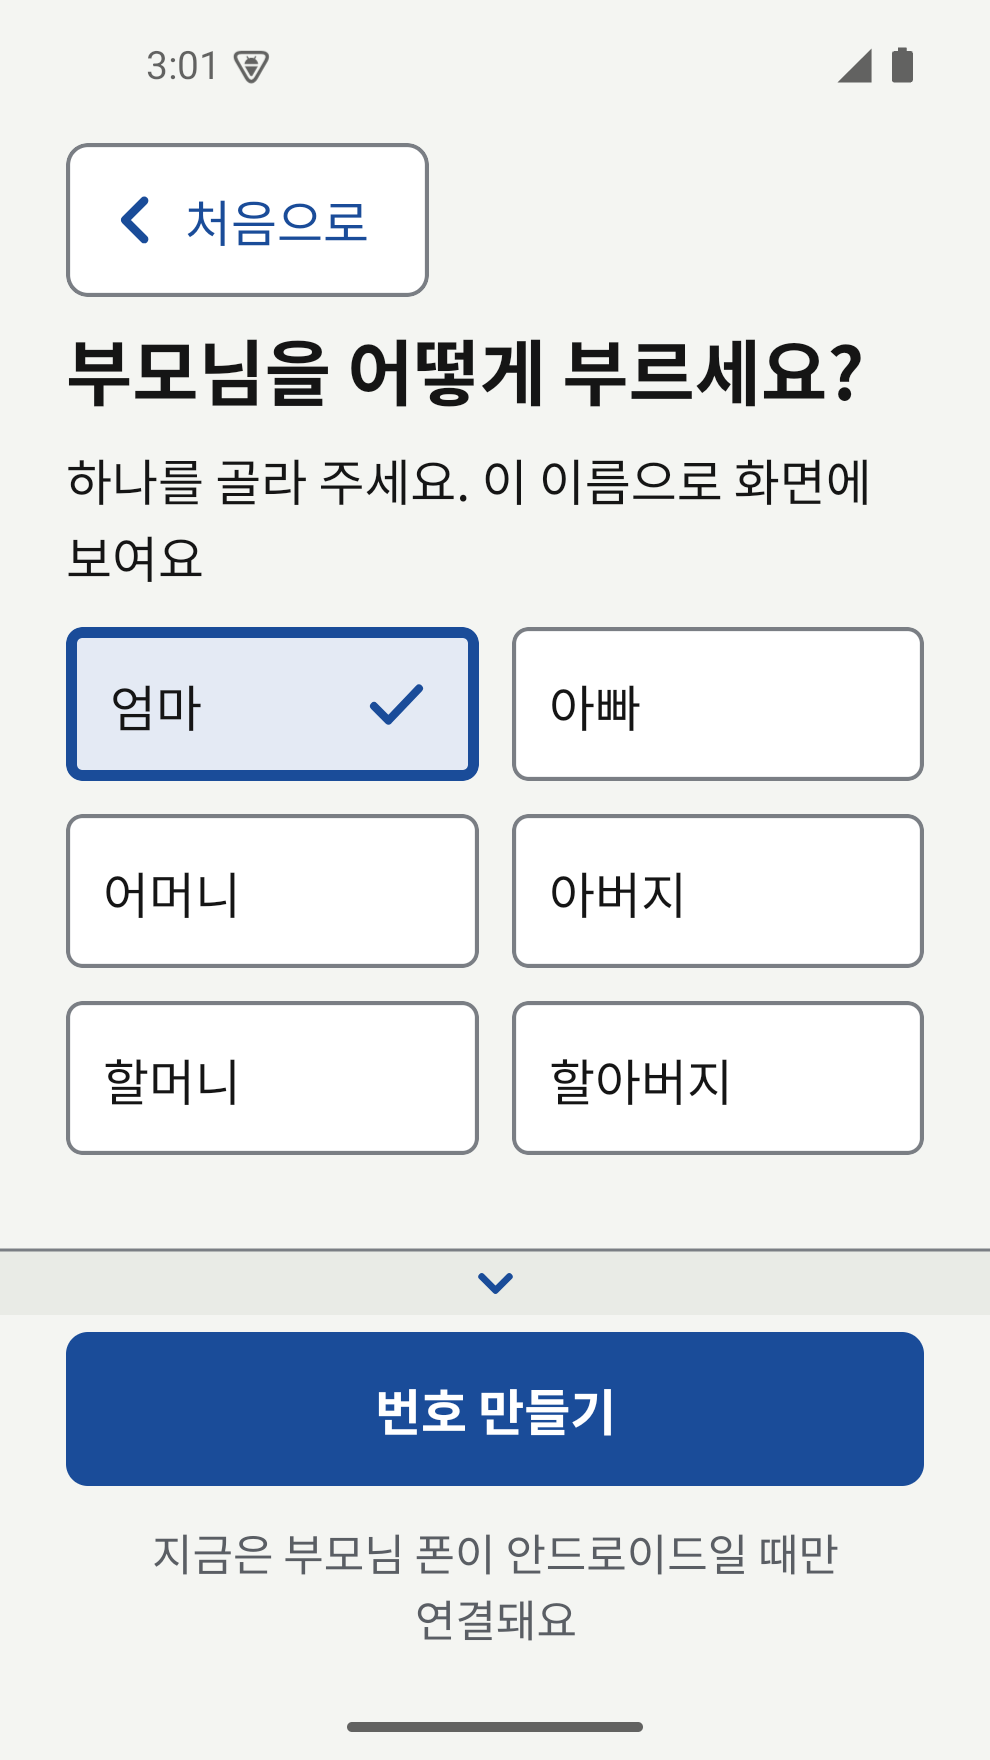 3:01
처음으로
부모님을 어떻게 부르세요?
하나를 골라 주세요. 이 이름으로 화면에
보여요
엄마
아빠
어머니
아버지
할머니
할아버지
번호 만들기
지금은 부모님 폰이 안드로이드일 때만
연결돼요